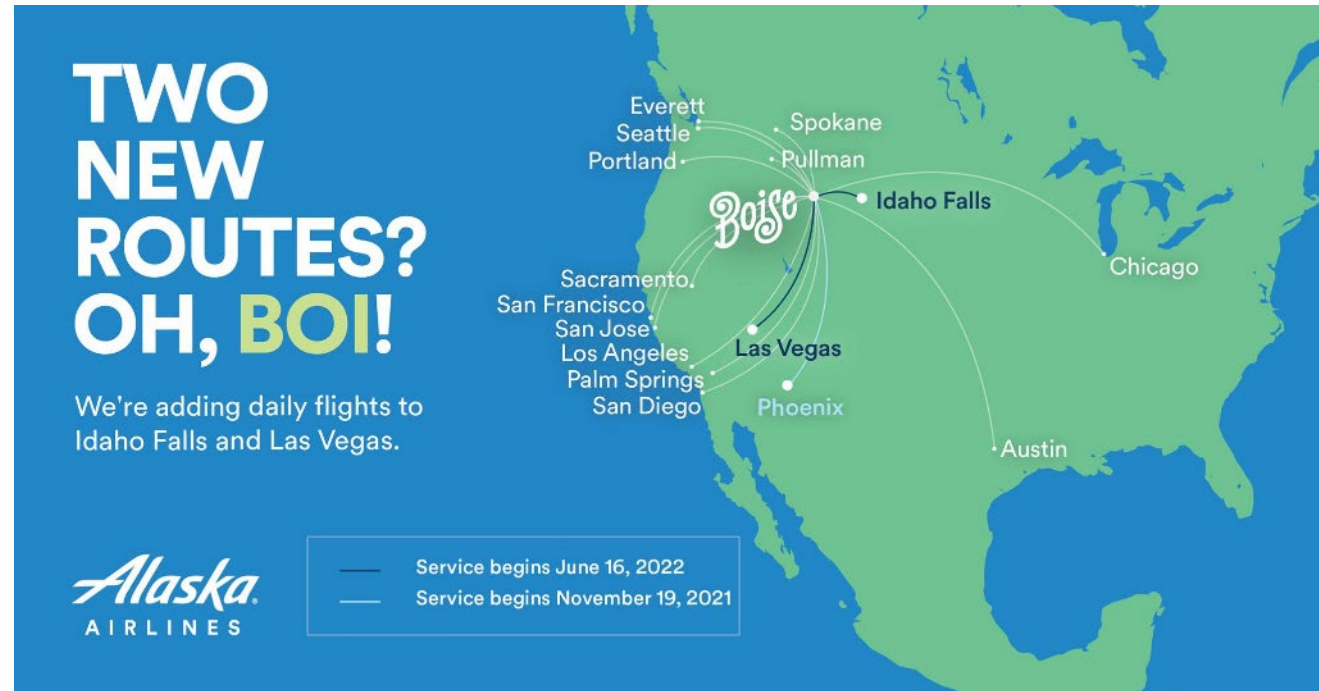 TWO
NEW
ROUTES?
OH, BOI!
We're adding daily flights to
Idaho Falls and Las Vegas.
Alaska
AIRLINES
Service begins June 16, 2022
Service begins November 19, 2021
Everett
Seattle
Portland
Spokane
Pullman
Boise
Idaho Falls
Chicago
Sacramento
San Francisco
San Jose
Los Angeles
Palm Springs
San Diego
Las Vegas
Phoenix
Austin